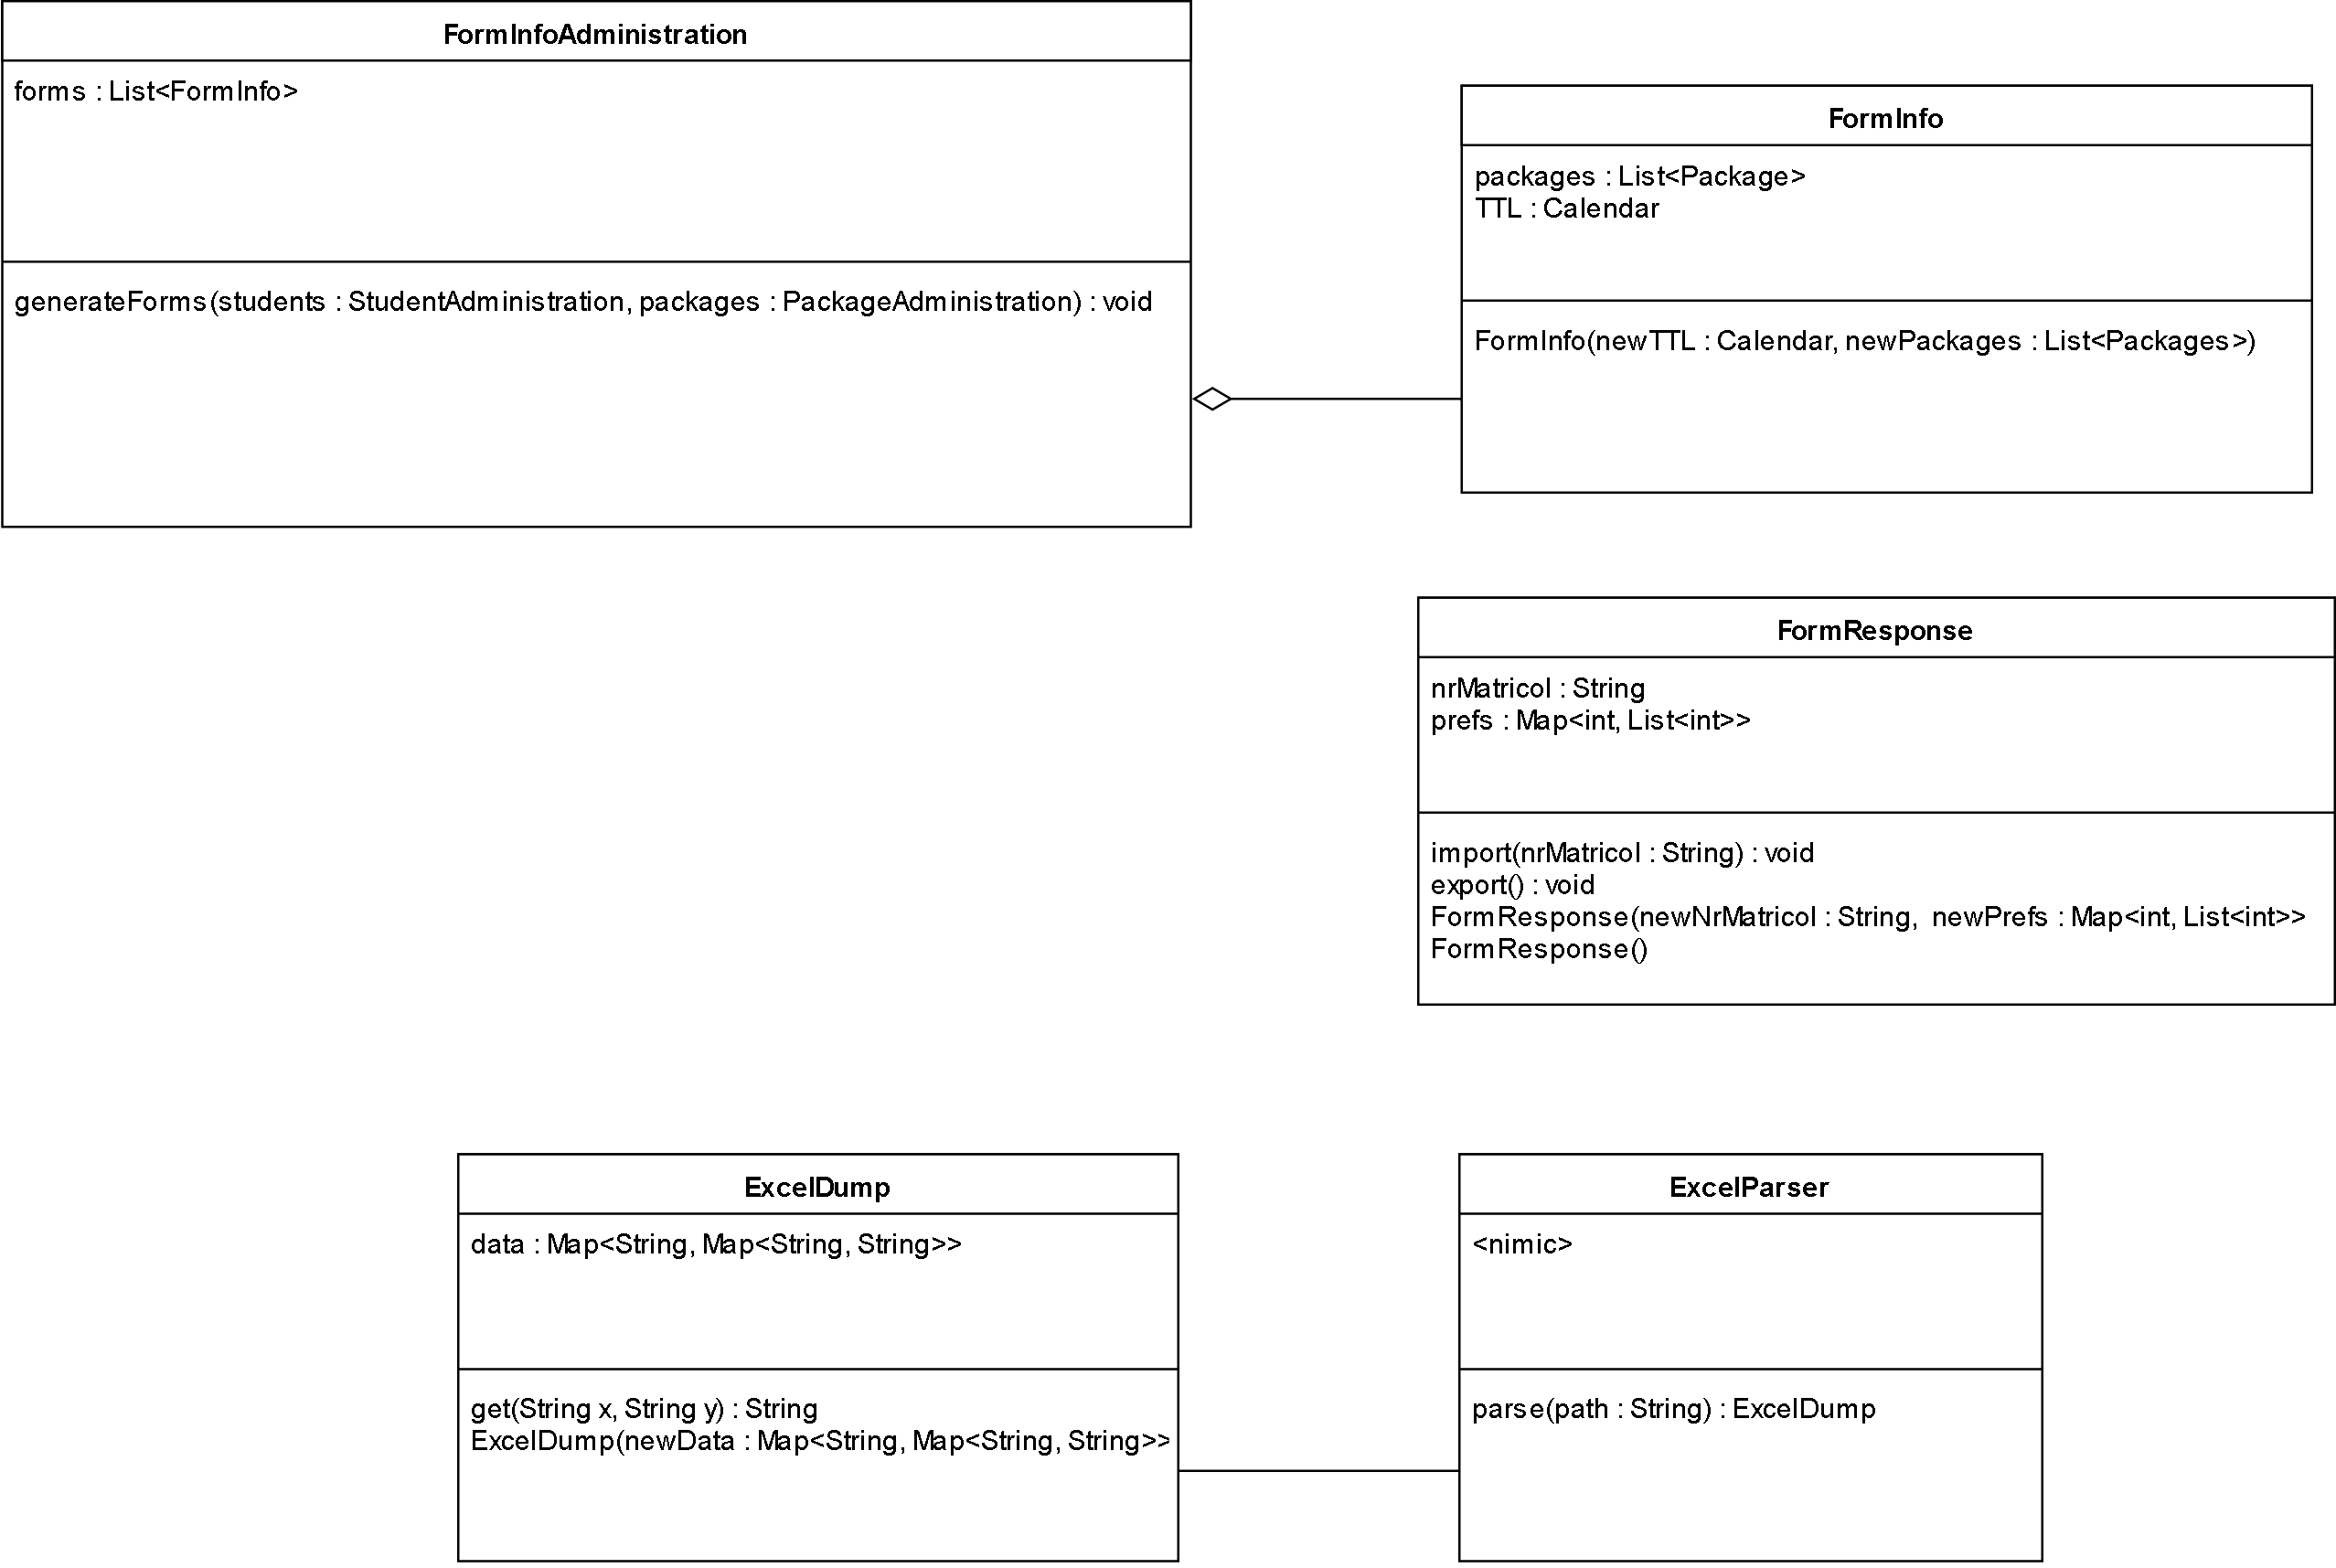 FormInfoAdministration
forms : List<FormInfo>
generateForms(students : StudentAdministration, packages : PackageAdministration) : void
FormInfo
packages : List<Package>
TTL : Calendar
FormInfo(newTTL : Calendar, newPackages : List<Packages>)
FormResponse
nrMatricol : String
prefs : Map<int, List<int>>
import(nrMatricol : String) : void
export() : void
FormResponse(newNrMatricol : String,  newPrefs : Map<int, List<int>>
FormResponse()
ExcelDump
data : Map<String, Map<String, String>>
get(String x, String y) : String
ExcelDump(newData : Map<String, Map<String, String>>
ExcelParser
<nimic>
parse(path : String) : ExcelDump